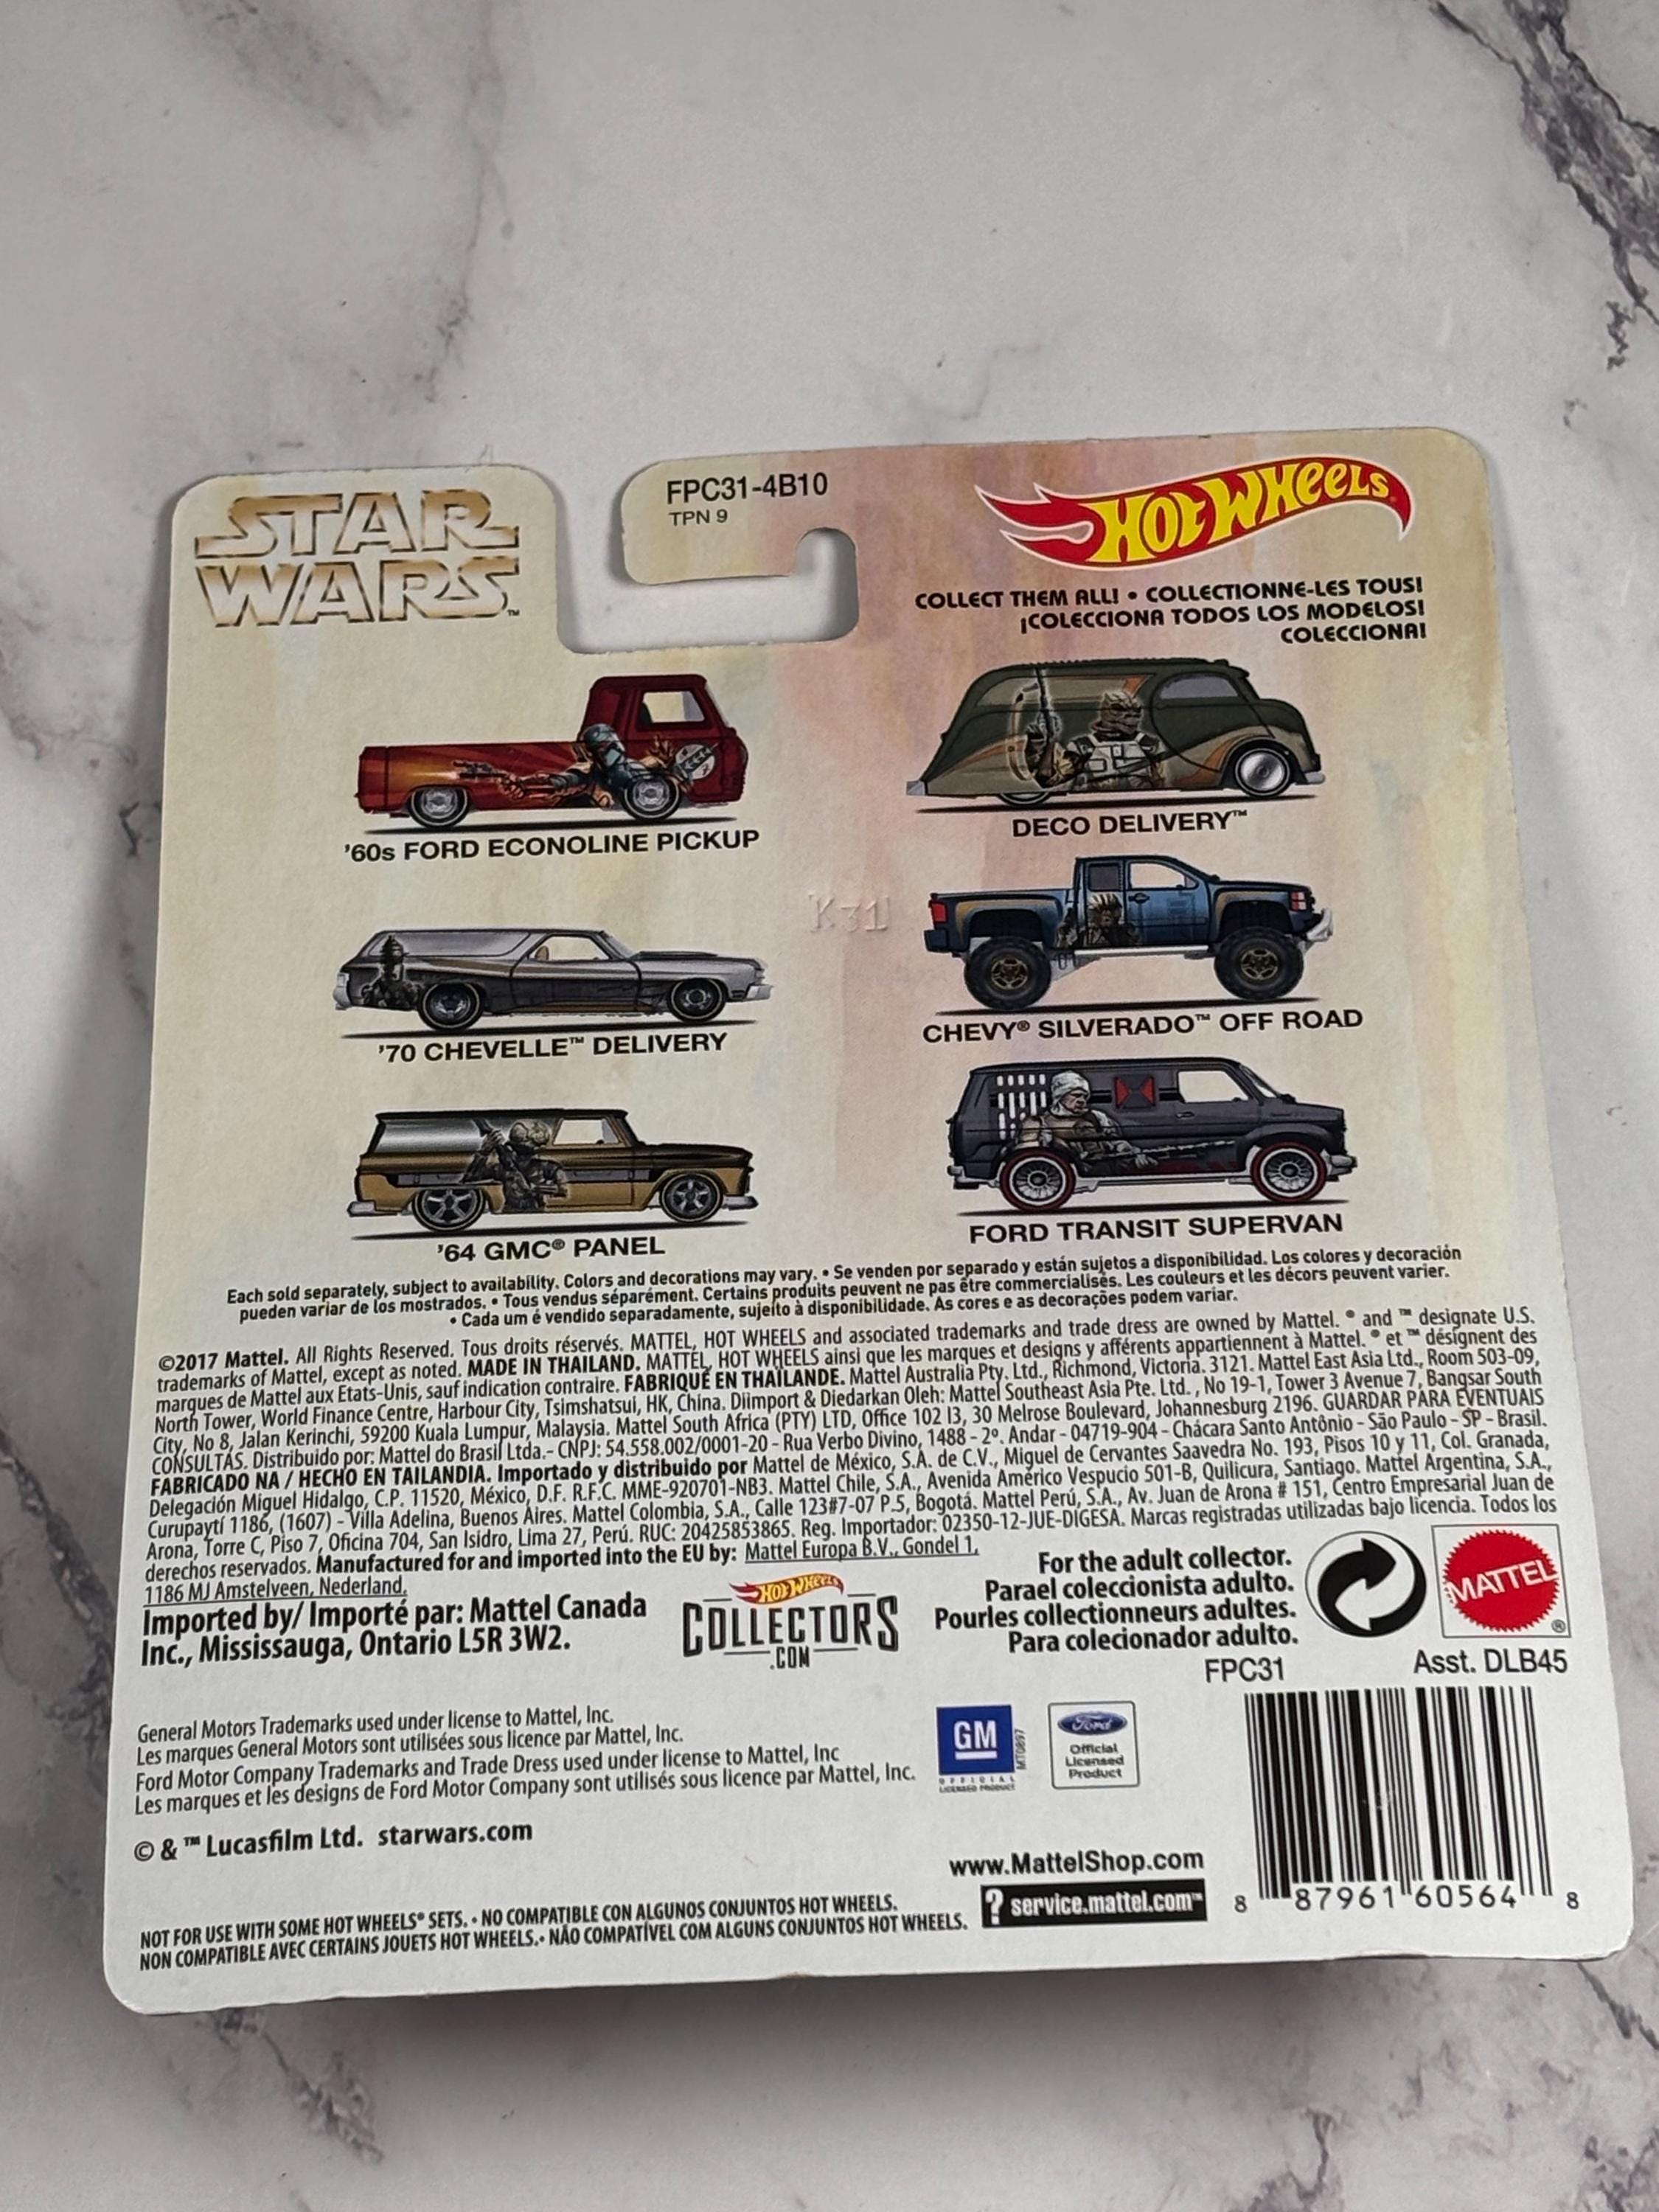 STAR
WARS™
FPC31-4B10
TPN 9
HOT WHEELS
COLLECT THEM ALL! • COLLECTIONNE-LES TOUS!
¡COLECCIONA TODOS LOS MODELOS!
COLECCIONA!
'60s FORD ECONOLINE PICKUP
DECO DELIVERY™
K31
'70 CHEVELLE™ DELIVERY
CHEVY® SILVERADO™ OFF ROAD
'64 GMC® PANEL
FORD TRANSIT SUPERVAN
Each sold separately, subject to availability. Colors and decorations may vary. • Se venden por separado y están sujetos a disponibilidad. Los colores y decoración
pueden variar de los mostrados. • Tous vendus séparément. Certains produits peuvent ne pas être commercialisés. Les couleurs et les décors peuvent varier.
• Cada um é vendido separadamente, sujeito à disponibilidade. As cores e as decorações podem variar.
©2017 Mattel. All Rights Reserved. Tous droits réservés. MATTEL, HOT WHEELS and associated trademarks and trade dress are owned by Mattel. ® and ™ designate U.S.
trademarks of Mattel, except as noted. MADE IN THAILAND. MATTEL, HOT WHEELS ainsi que les marques et designs y afférents appartiennent à Mattel. ® et ™ désignent des
marques de Mattel aux États-Unis, sauf indication contraire. FABRIQUÉ EN THAÏLANDE. Mattel Australia Pty. Ltd., Richmond, Victoria. 3121. Mattel East Asia Ltd., Room 503-09,
North Tower, World Finance Centre, Harbour City, Tsimshatsui, HK, China. Diimport & Diedarkan Oleh: Mattel Southeast Asia Pte. Ltd. , No 19-1, Tower 3 Avenue 7, Bangsar South
City, No 8, Jalan Kerinchi, 59200 Kuala Lumpur, Malaysia. Mattel South Africa (PTY) LTD, Office 102 I3, 30 Melrose Boulevard, Johannesburg 2196. GUARDAR PARA EVENTUAIS
CONSULTAS. Distribuido por: Mattel do Brasil Ltda.- CNPJ: 54.558.002/0001-20 - Rua Verbo Divino, 1488 - 2º. Andar - 04719-904 - Chácara Santo Antônio - São Paulo - SP - Brasil.
FABRICADO NA / HECHO EN TAILANDIA. Importado y distribuido por Mattel de México, S.A. de C.V., Miguel de Cervantes Saavedra No. 193, Pisos 10 y 11, Col. Granada,
Delegación Miguel Hidalgo, C.P. 11520, México, D.F. R.F.C. MME-920701-NB3. Mattel Chile, S.A., Avenida Américo Vespucio 501-B, Quilicura, Santiago. Mattel Argentina, S.A.,
Curupaytí 1186, (1607) - Villa Adelina, Buenos Aires. Mattel Colombia, S.A., Calle 123#7-07 P.5, Bogotá. Mattel Perú, S.A., Av. Juan de Arona # 151, Centro Empresarial Juan de
Arona, Torre C, Piso 7, Oficina 704, San Isidro, Lima 27, Perú. RUC: 20425853865. Reg. Importador: 02350-12-JUE-DIGESA. Marcas registradas utilizadas bajo licencia. Todos los
derechos reservados. Manufactured for and imported into the EU by: Mattel Europa B.V., Gondel 1,
1186 MJ Amstelveen, Nederland.
Imported by/ Importé par: Mattel Canada
Inc., Mississauga, Ontario L5R 3W2.
HOT WHEELS
COLLECTORS
.COM
For the adult collector.
Parael coleccionista adulto.
Pourles collectionneurs adultes.
Para colecionador adulto.
MATTEL®
FPC31
Asst. DLB45
General Motors Trademarks used under license to Mattel, Inc.
Les marques General Motors sont utilisées sous licence par Mattel, Inc.
Ford Motor Company Trademarks and Trade Dress used under license to Mattel, Inc
Les marques et les designs de Ford Motor Company sont utilisés sous licence par Mattel, Inc.
GM
OFFICIAL
LICENSED PRODUCT
MT0897
Ford
Official
Licensed
Product
© & ™ Lucasfilm Ltd. starwars.com
www.MattelShop.com
? service.mattel.com™
8 87961 60564 8
NOT FOR USE WITH SOME HOT WHEELS® SETS. • NO COMPATIBLE CON ALGUNOS CONJUNTOS HOT WHEELS.
NON COMPATIBLE AVEC CERTAINS JOUETS HOT WHEELS. • NÃO COMPATÍVEL COM ALGUNS CONJUNTOS HOT WHEELS.